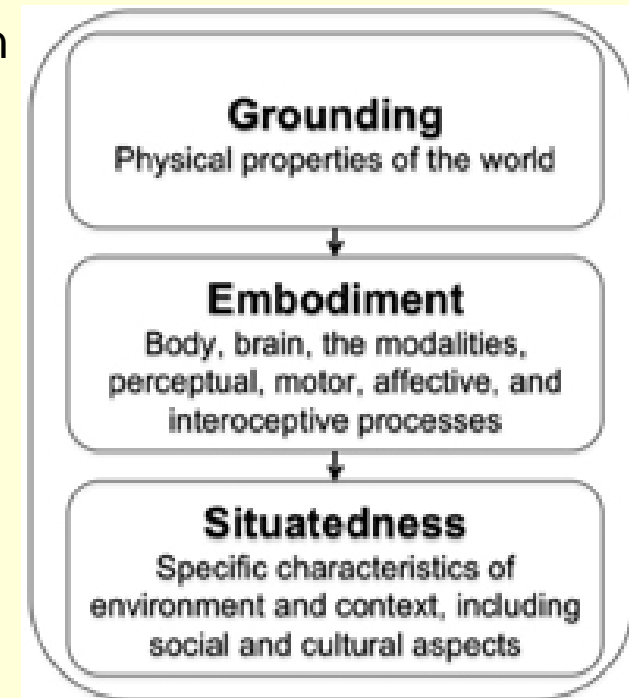 n
Grounding
Physical properties of the world
Embodiment
Body, brain, the modalities,
perceptual, motor, affective, and
interoceptive processes
Situatedness
Specific characteristics of
environment and context, including
social and cultural aspects